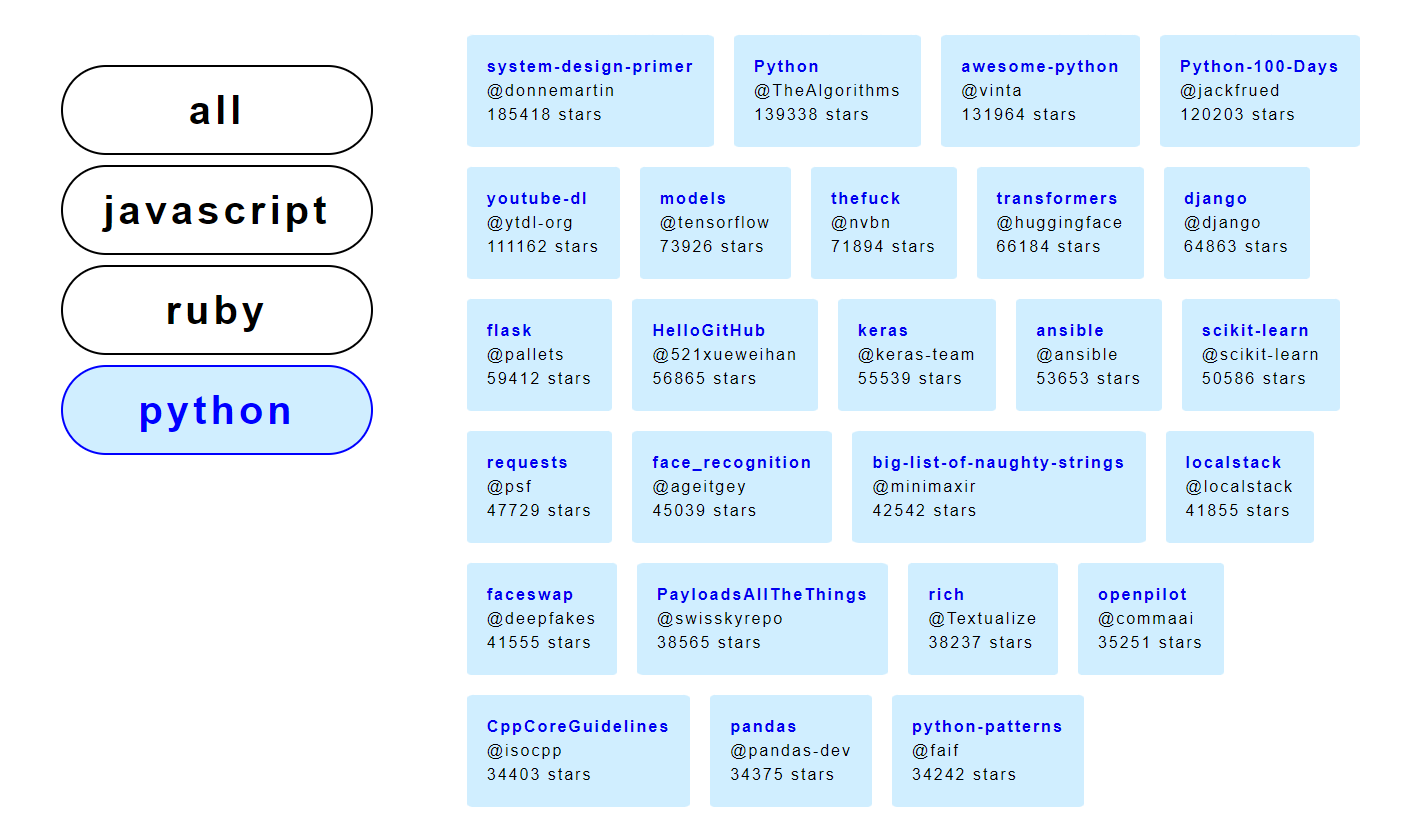 all
javascript
ruby
python
system-design-primer
@donnemartin
185418 stars
Python
@TheAlgorithms
139338 stars
awesome-python
@vinta
131964 stars
Python-100-Days
@jackfrued
120203 stars
youtube-dl
@ytdl-org
111162 stars
models
@tensorflow
73926 stars
thefuck
@nvbn
71894 stars
transformers
@huggingface
66184 stars
django
@django
64863 stars
flask
@pallets
59412 stars
HelloGitHub
@521xueweihan
56865 stars
keras
@keras-team
55539 stars
ansible
@ansible
53653 stars
scikit-learn
@scikit-learn
50586 stars
requests
@psf
47729 stars
face_recognition
@ageitgey
45039 stars
big-list-of-naughty-strings
@minimaxir
42542 stars
localstack
@localstack
41855 stars
faceswap
@deepfakes
41555 stars
PayloadsAllTheThings
@swisskyrepo
38565 stars
rich
@Textualize
38237 stars
openpilot
@commaai
35251 stars
CppCoreGuidelines
@isocpp
34403 stars
pandas
@pandas-dev
34375 stars
python-patterns
@faif
34242 stars